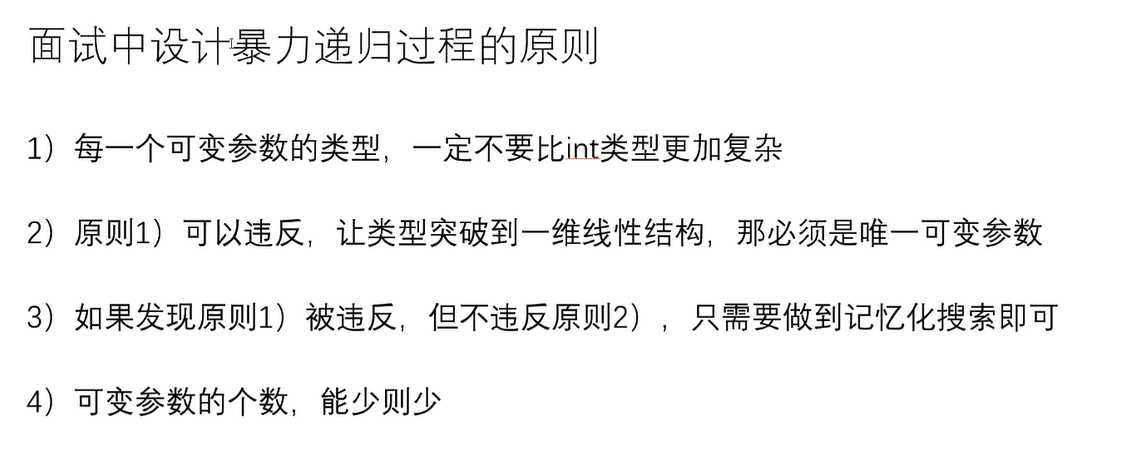 面试中设计暴力递归过程的原则
1）每一个可变参数的类型，一定不要比int类型更加复杂
2）原则1）可以违反，让类型突破到一维线性结构，那必须是唯一可变参数
3）如果发现原则1）被违反，但不违反原则2），只需要做到记忆化搜索即可
4）可变参数的个数，能少则少